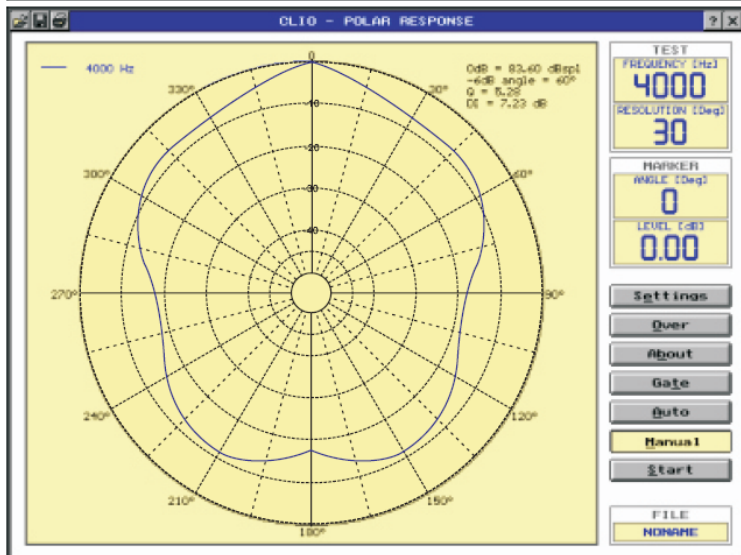 CLIO - POLAR RESPONSE
? X
4000 Hz
0dB = 83.60 dBspl
-6dB angle = 60°
Q = 5.28
DI = 7.23 dB
0
330°
30°
-10
-20
300°
60°
-30
-40
270°
90°
240°
120°
210°
150°
180°
TEST
FREQUENCY [Hz]
4000
RESOLUTION [Deg]
30
MARKER
ANGLE [Deg]
0
LEVEL [dB]
0.00
Settings
Over
About
Gate
Auto
Manual
Start
FILE
NONAME